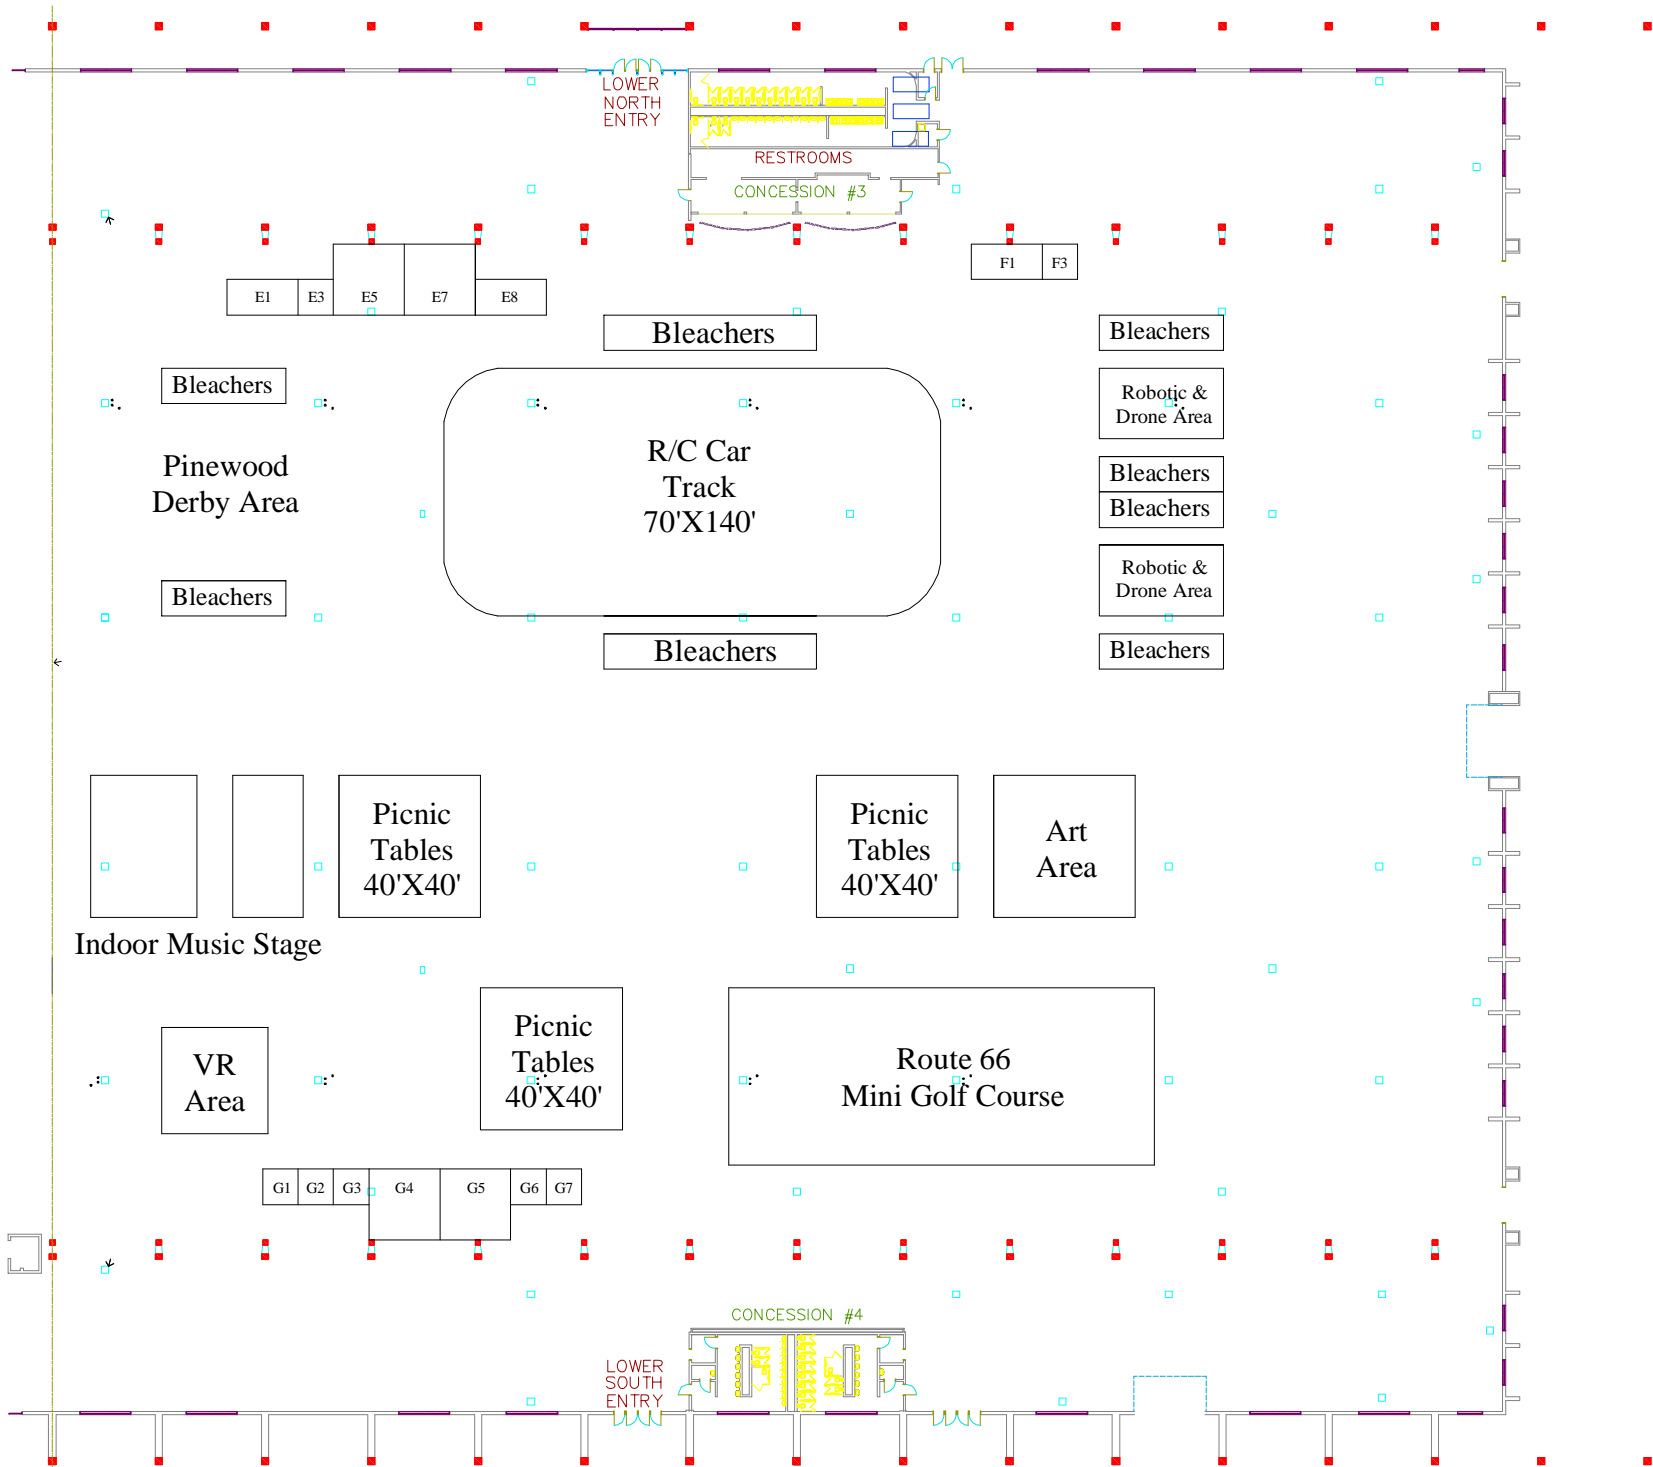 LOWER
NORTH
ENTRY
RESTROOMS
CONCESSION #3
E1
E3
E5
E7
E8
F1
F3
Bleachers
Bleachers
Bleachers
R/C Car
Track
70'X140'
Robotic &
Drone Area
Pinewood
Derby Area
Bleachers
Bleachers
Robotic &
Drone Area
Bleachers
Bleachers
Bleachers
Picnic
Tables
40'X40'
Picnic
Tables
40'X40'
Art
Area
Indoor Music Stage
VR
Area
Picnic
Tables
40'X40'
Route 66
Mini Golf Course
G1
G2
G3
G4
G5
G6
G7
CONCESSION #4
LOWER
SOUTH
ENTRY